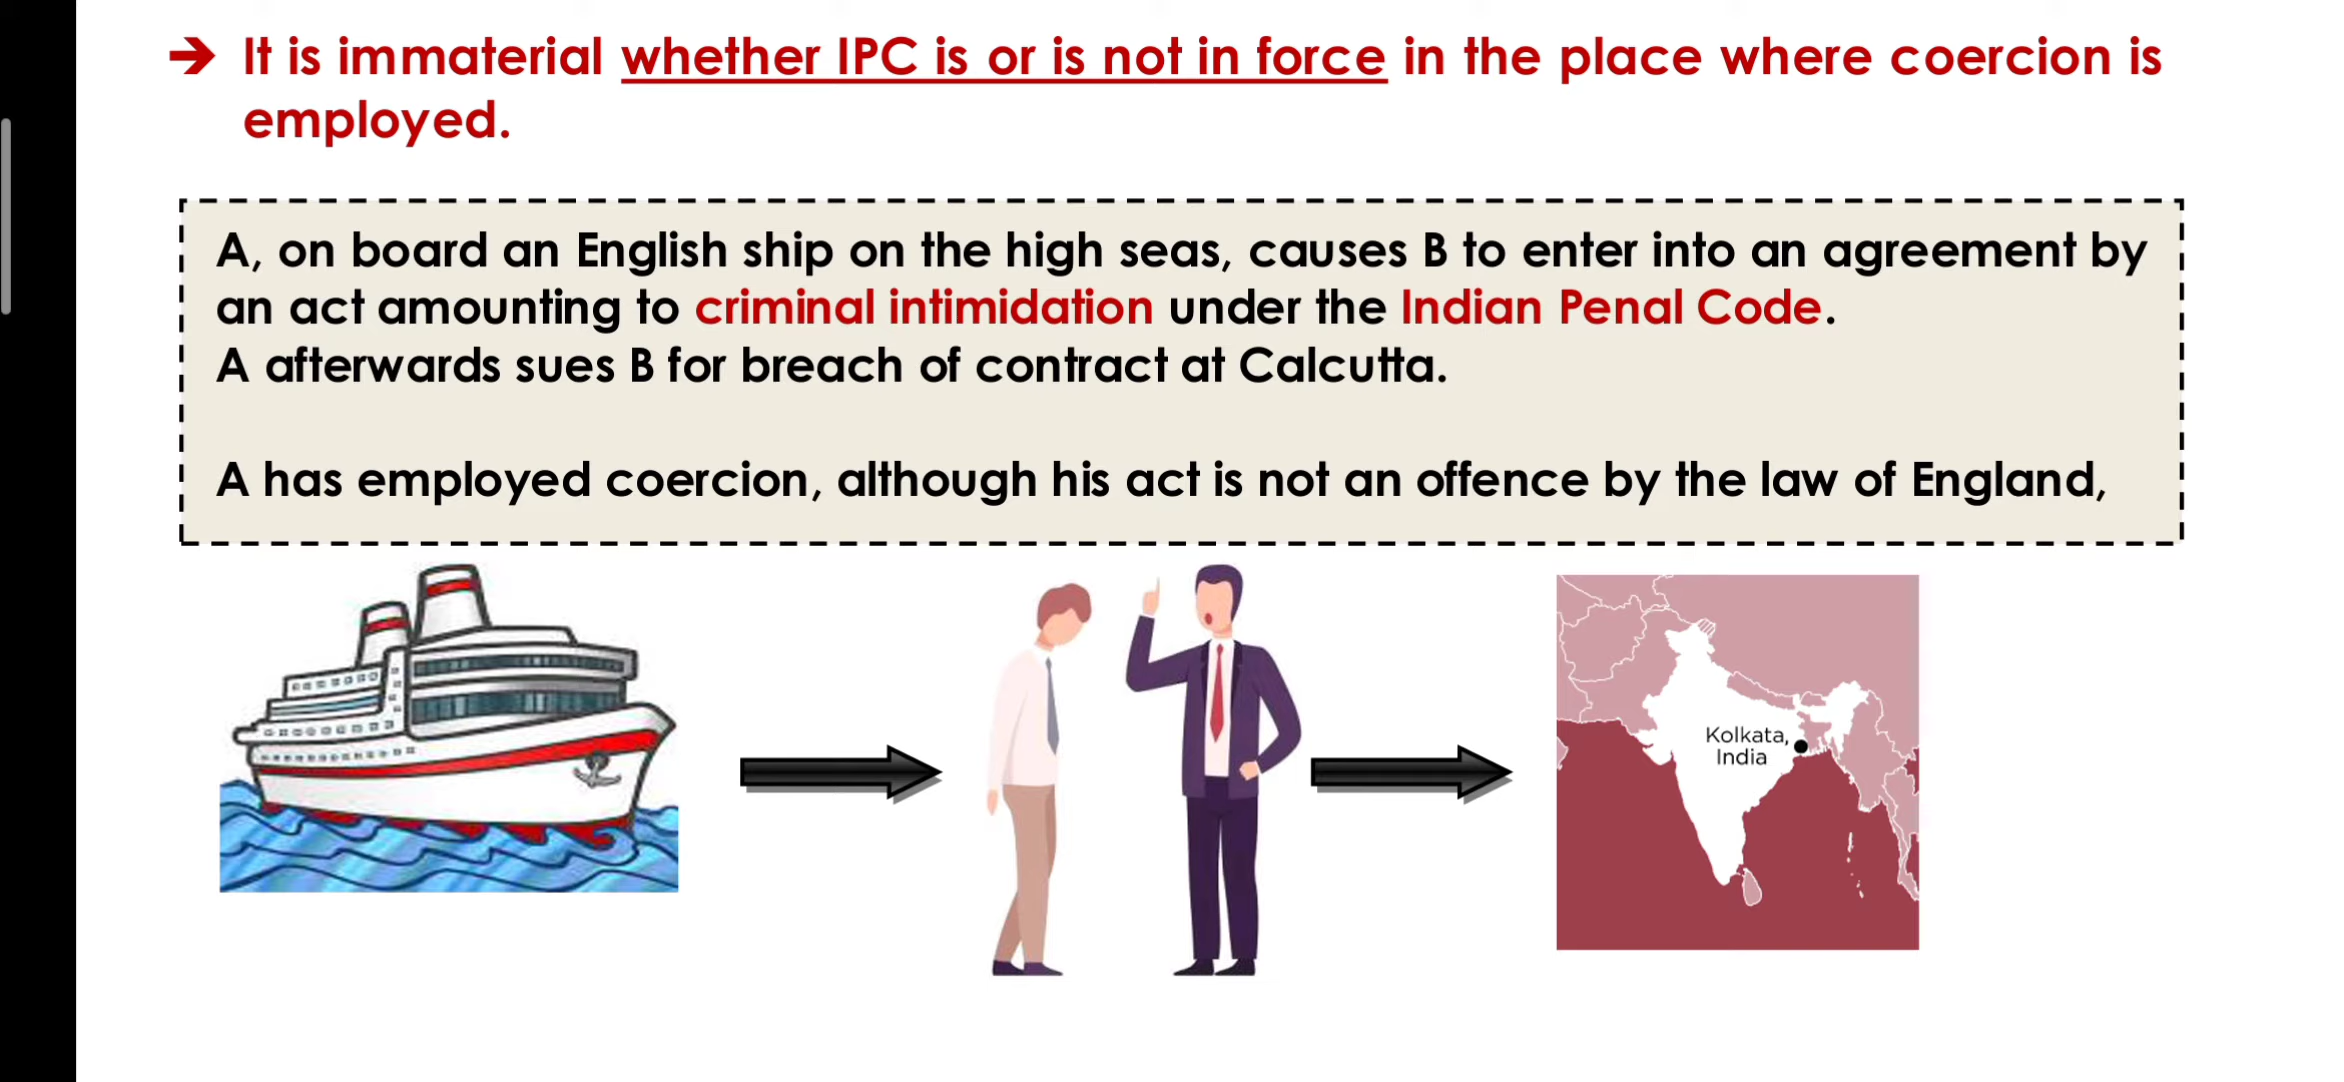 ➔ It is immaterial whether IPC is or is not in force in the place where coercion is
employed.
A, on board an English ship on the high seas, causes B to enter into an agreement by
an act amounting to criminal intimidation under the Indian Penal Code.
A afterwards sues B for breach of contract at Calcutta.
A has employed coercion, although his act is not an offence by the law of England,
Kolkata,
India